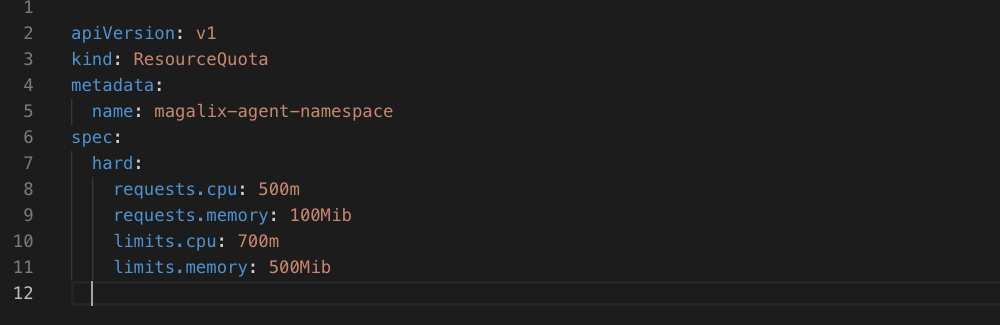 1
2 apiVersion: v1
3 kind: ResourceQuota
4 metadata:
5   name: magalix-agent-namespace
6 spec:
7   hard:
8     requests.cpu: 500m
9     requests.memory: 100Mib
10     limits.cpu: 700m
11     limits.memory: 500Mib
12